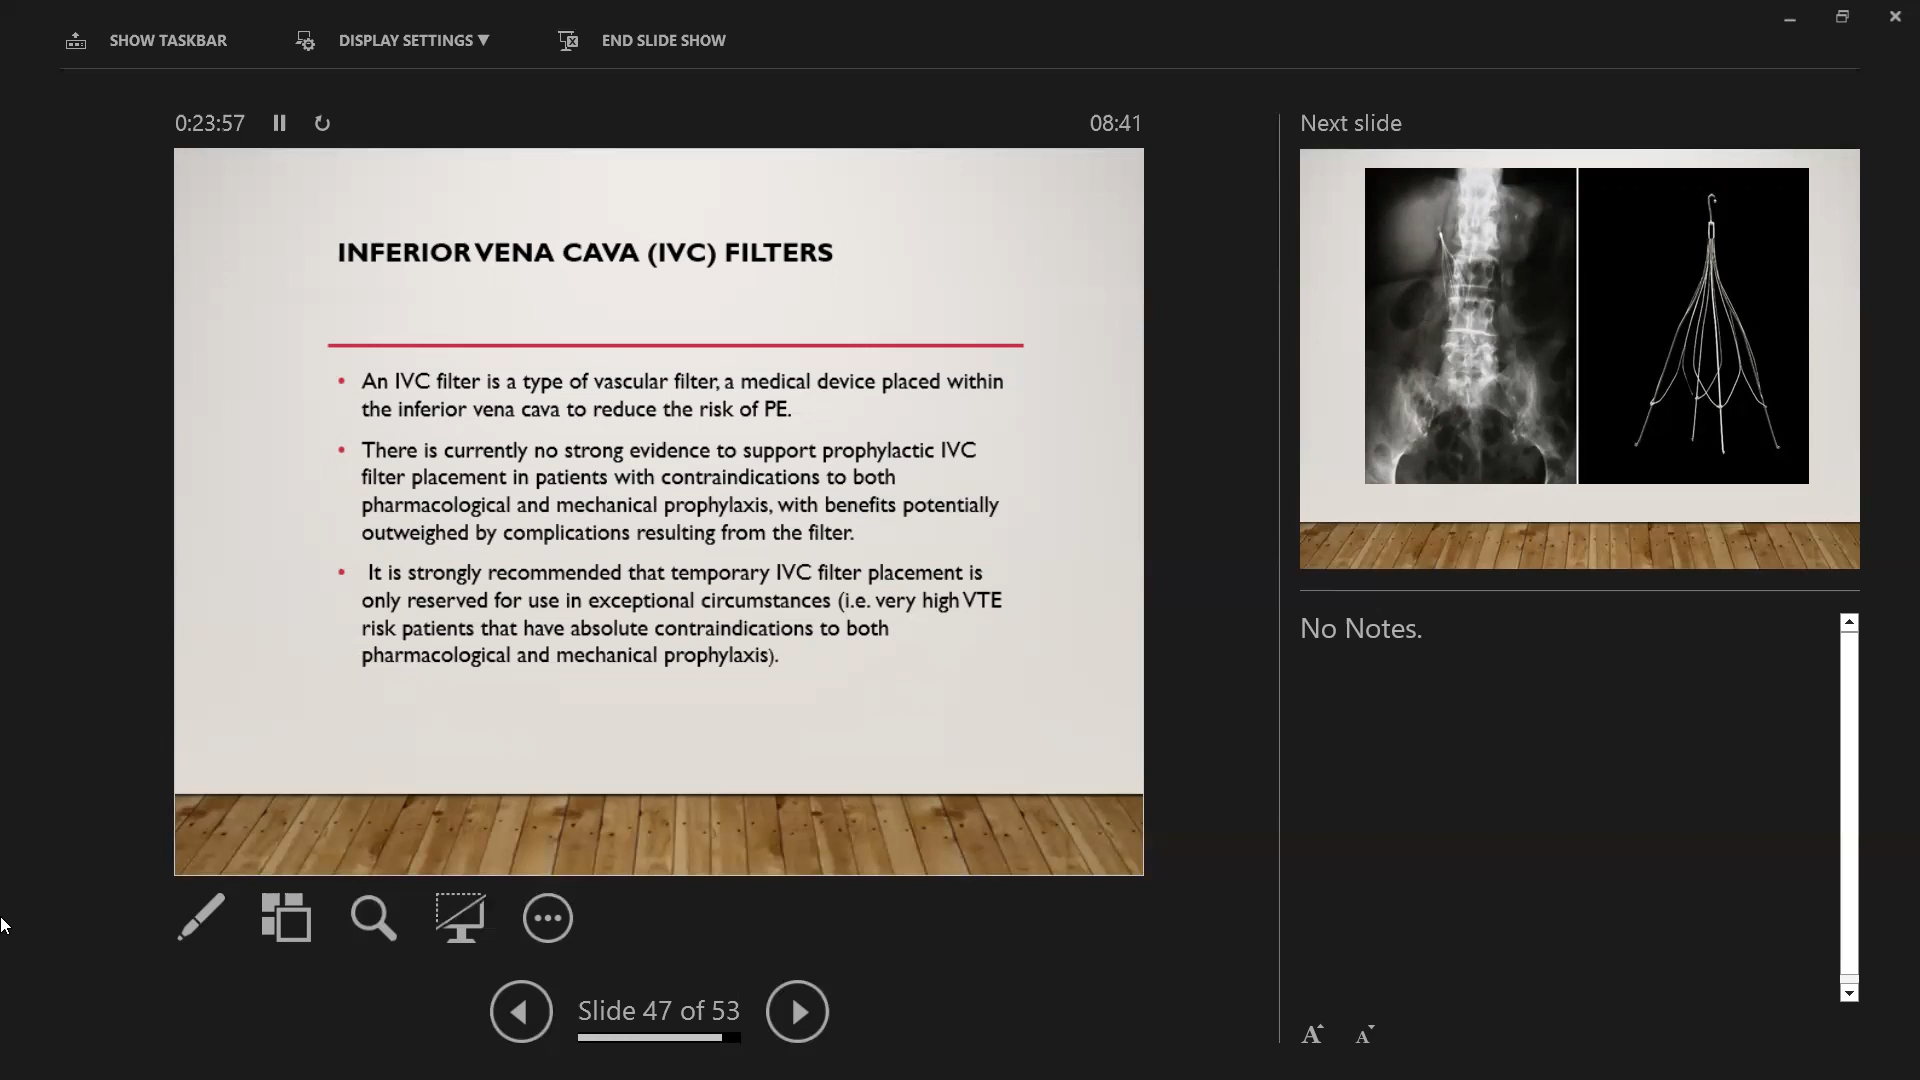 SHOW TASKBAR
DISPLAY SETTINGS ▼
END SLIDE SHOW
0:23:57
08:41
Next slide
INFERIOR VENA CAVA (IVC) FILTERS
• An IVC filter is a type of vascular filter, a medical device placed within
the inferior vena cava to reduce the risk of PE.
• There is currently no strong evidence to support prophylactic IVC
filter placement in patients with contraindications to both
pharmacological and mechanical prophylaxis, with benefits potentially
outweighed by complications resulting from the filter.
• It is strongly recommended that temporary IVC filter placement is
only reserved for use in exceptional circumstances (i.e. very high VTE
risk patients that have absolute contraindications to both
pharmacological and mechanical prophylaxis).
No Notes.
Slide 47 of 53
A A